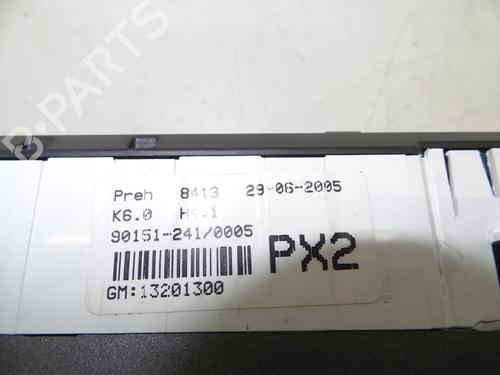 B-PARTS
Preh 8413 29-06-2005
K6.0 H4.1
90151-241/0005
PX2
GM:13201300